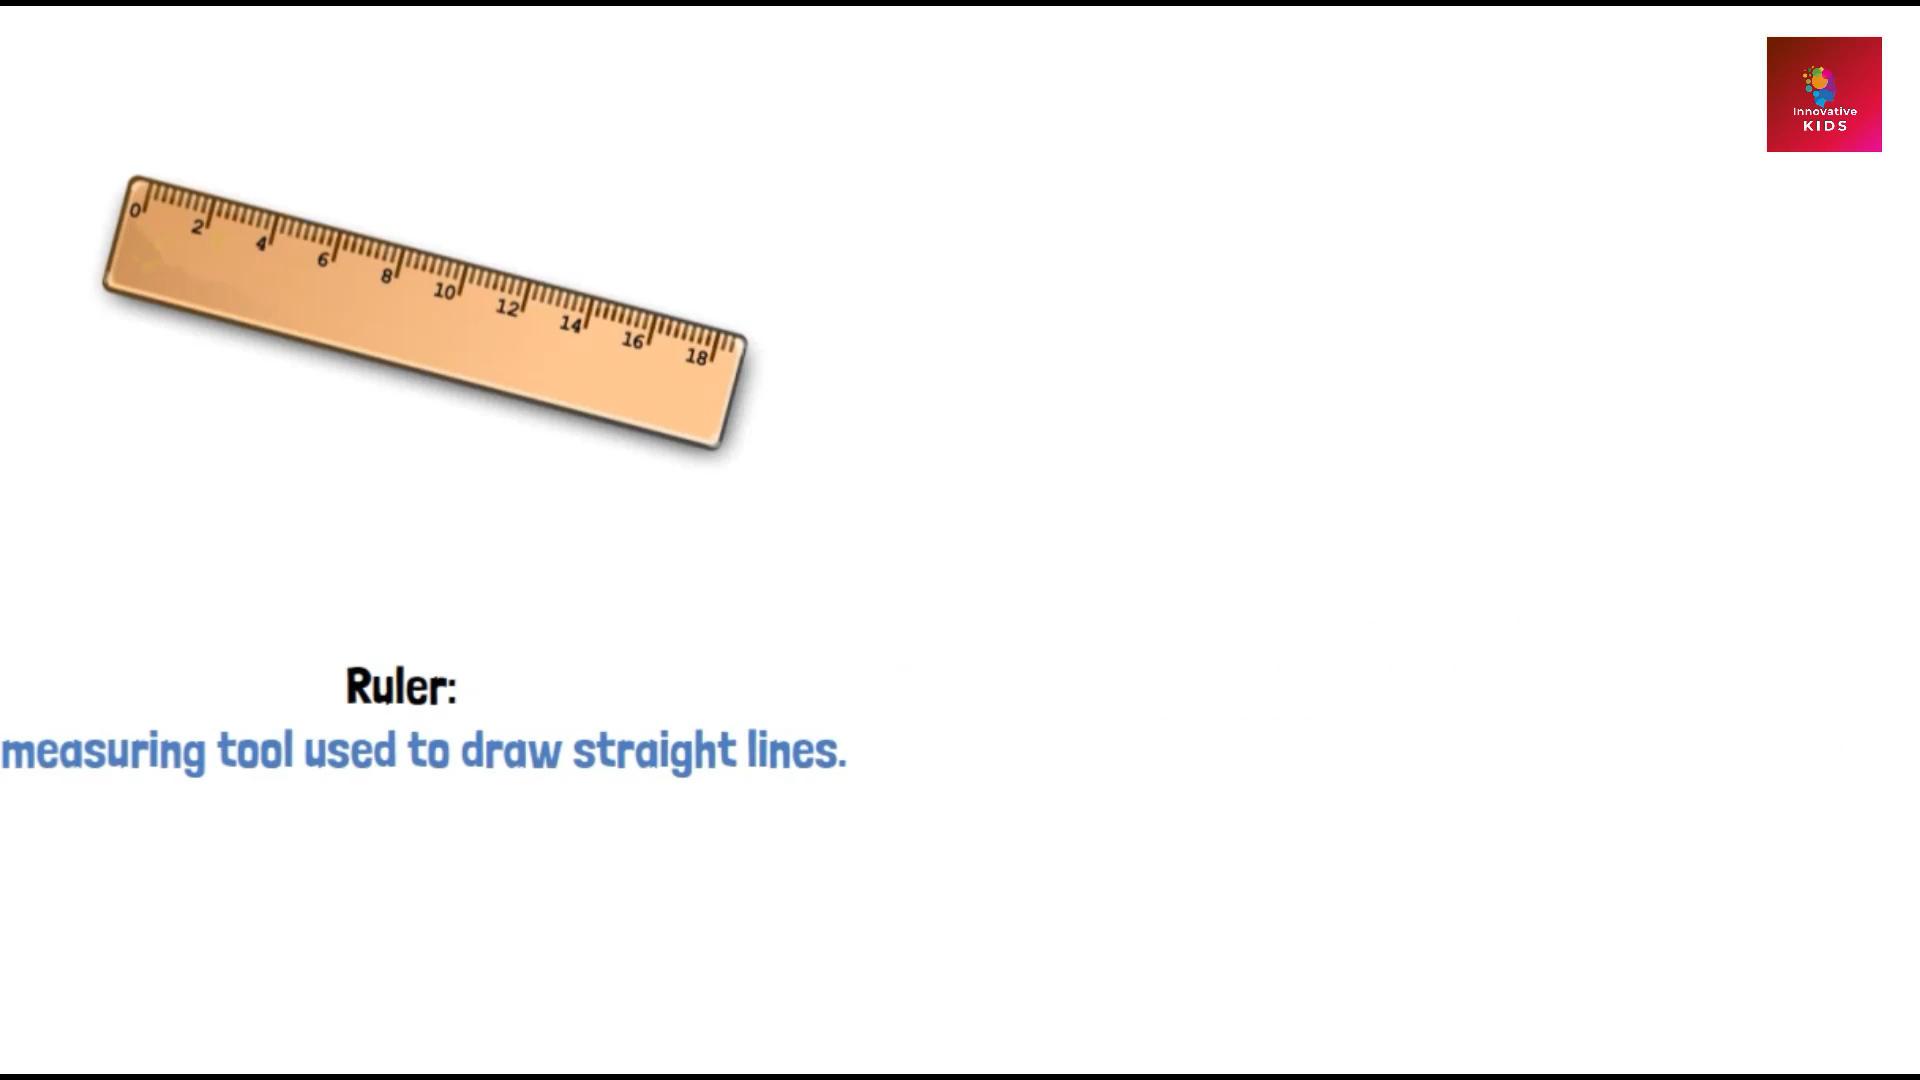 Innovative
KIDS
0 2 4 6 8 10 12 14 16 18
Ruler:
measuring tool used to draw straight lines.